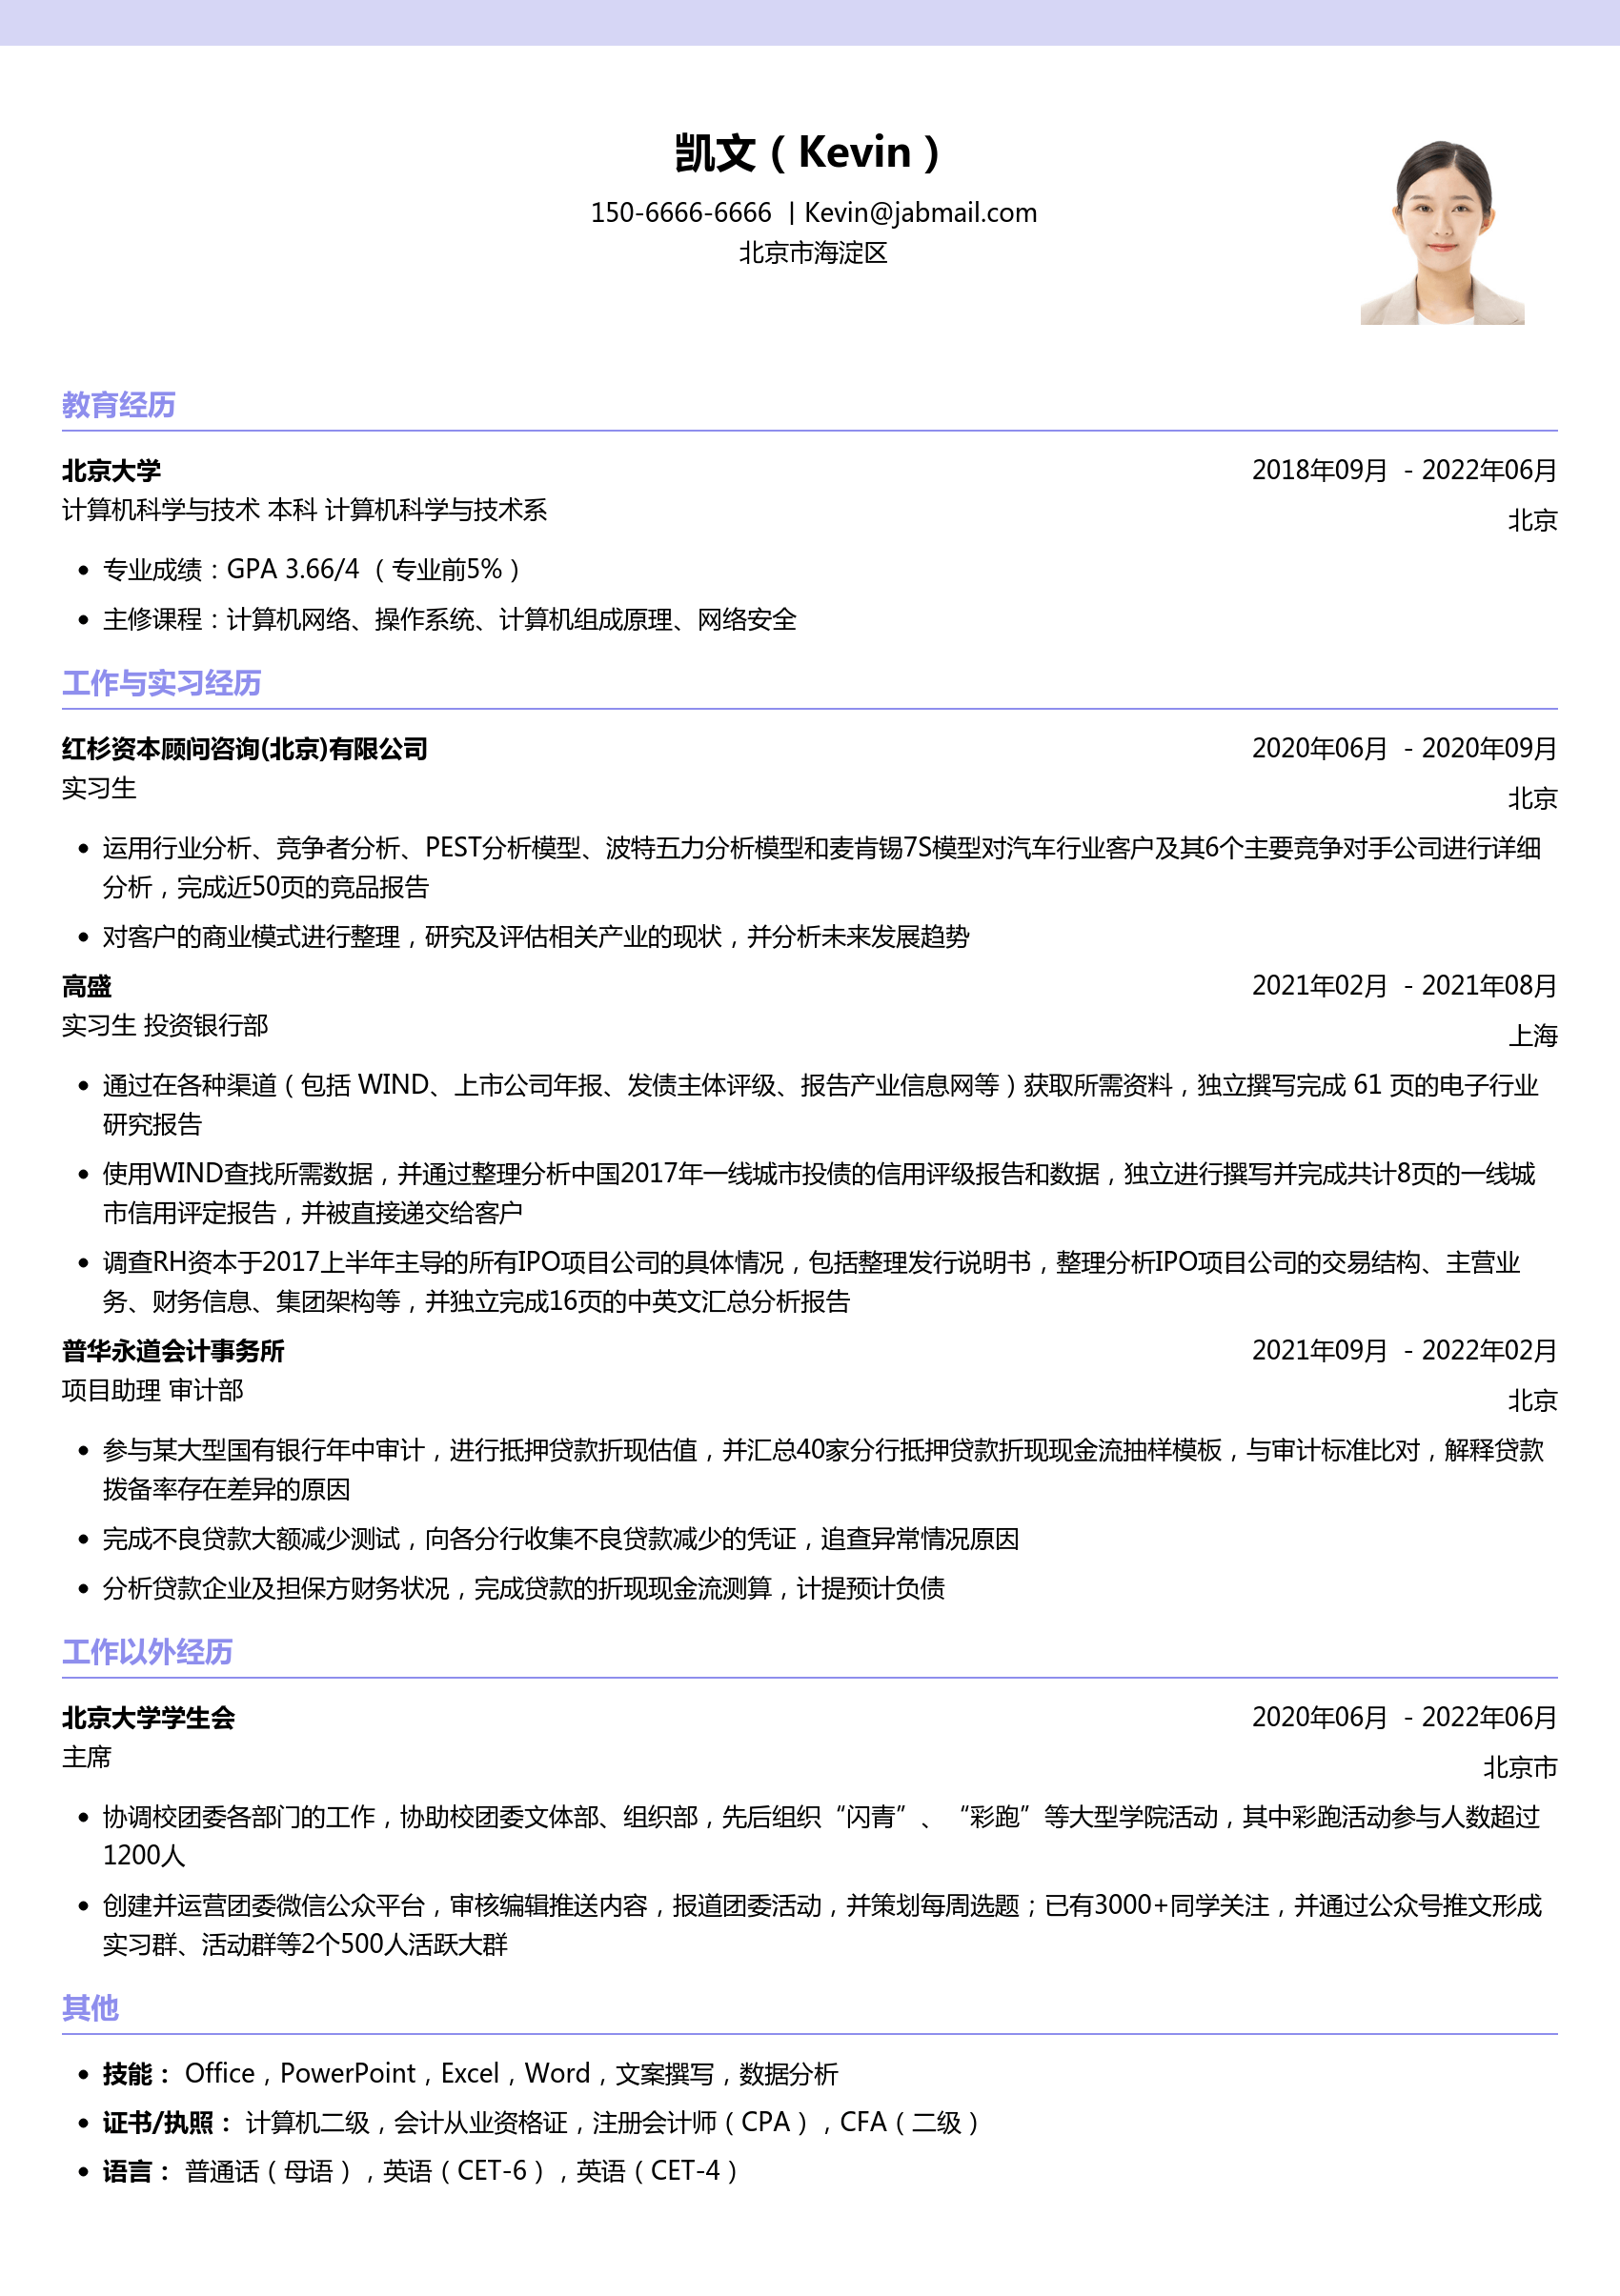 凯文（Kevin）
150-6666-6666 | Kevin@jabmail.com
北京市海淀区
教育经历
北京大学 2018年09月 - 2022年06月
计算机科学与技术 本科 计算机科学与技术系 北京
• 专业成绩：GPA 3.66/4（专业前5%）
• 主修课程：计算机网络、操作系统、计算机组成原理、网络安全
工作与实习经历
红杉资本顾问咨询(北京)有限公司 2020年06月 - 2020年09月
实习生 北京
• 运用行业分析、竞争者分析、PEST分析模型、波特五力分析模型和麦肯锡7S模型对汽车行业客户及其6个主要竞争对手公司进行详细
分析，完成近50页的竞品报告
• 对客户的商业模式进行整理，研究及评估相关产业的现状，并分析未来发展趋势
高盛 2021年02月 - 2021年08月
实习生 投资银行部 上海
• 通过在各种渠道（包括 WIND、上市公司年报、发债主体评级、报告产业信息网等）获取所需资料，独立撰写完成 61 页的电子行业
研究报告
• 使用WIND查找所需数据，并通过整理分析中国2017年一线城市投债的信用评级报告和数据，独立进行撰写并完成共计8页的一线城
市信用评定报告，并被直接递交给客户
• 调查RH资本于2017上半年主导的所有IPO项目公司的具体情况，包括整理发行说明书，整理分析IPO项目公司的交易结构、主营业
务、财务信息、集团架构等，并独立完成16页的中英文汇总分析报告
普华永道会计事务所 2021年09月 - 2022年02月
项目助理 审计部 北京
• 参与某大型国有银行年中审计，进行抵押贷款折现估值，并汇总40家分行抵押贷款折现现金流抽样模板，与审计标准比对，解释贷款
拨备率存在差异的原因
• 完成不良贷款大额减少测试，向各分行收集不良贷款减少的凭证，追查异常情况原因
• 分析贷款企业及担保方财务状况，完成贷款的折现现金流测算，计提预计负债
工作以外经历
北京大学学生会 2020年06月 - 2022年06月
主席 北京市
• 协调校团委各部门的工作，协助校团委文体部、组织部，先后组织“闪青”、“彩跑”等大型学院活动，其中彩跑活动参与人数超过
1200人
• 创建并运营团委微信公众平台，审核编辑推送内容，报道团委活动，并策划每周选题；已有3000+同学关注，并通过公众号推文形成
实习群、活动群等2个500人活跃大群
其他
• 技能： Office，PowerPoint，Excel，Word，文案撰写，数据分析
• 证书/执照： 计算机二级，会计从业资格证，注册会计师（CPA），CFA（二级）
• 语言： 普通话（母语），英语（CET-6），英语（CET-4）